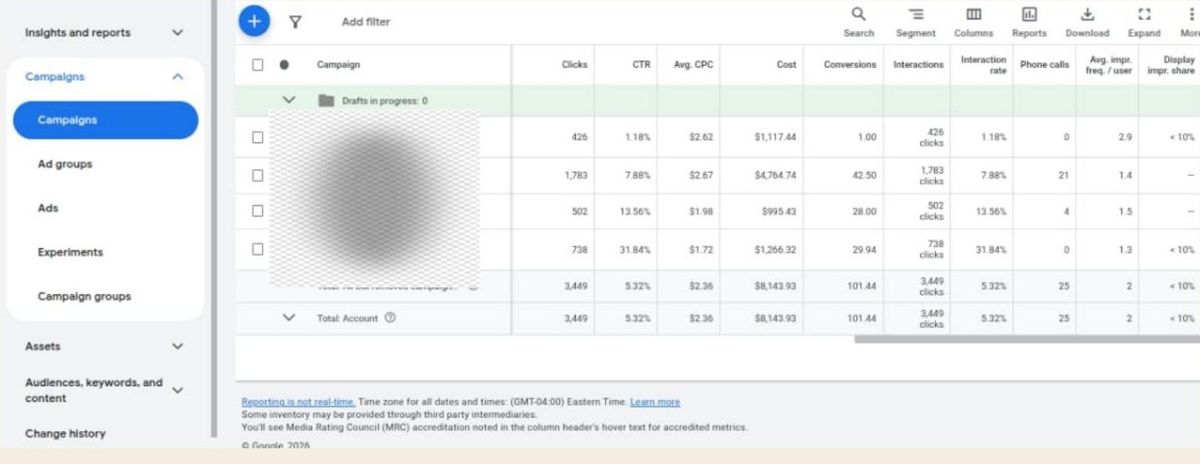 Insights and reports
Campaigns
Campaigns
Ad groups
Ads
Experiments
Campaign groups
Assets
Audiences, keywords, and
content
Change history
Add filter
Search Segment Columns Reports Download Expand More
Campaign Clicks CTR Avg. CPC Cost Conversions Interactions Interaction rate Phone calls Avg. impr. freq. / user Display impr. share
Drafts in progress: 0
426 1.18% $2.62 $1,117.44 1.00 426 clicks 1.18% 0 2.9 < 10%
1,783 7.88% $2.67 $4,764.74 42.50 1,783 clicks 7.88% 21 1.4 –
502 13.56% $1.98 $995.43 28.00 502 clicks 13.56% 4 1.5 –
738 31.84% $1.72 $1,266.32 29.94 738 clicks 31.84% 0 1.3 < 10%
3,449 5.32% $2.36 $8,143.93 101.44 3,449 clicks 5.32% 25 2 < 10%
Total: Account 3,449 5.32% $2.36 $8,143.93 101.44 3,449 clicks 5.32% 25 2 < 10%
Reporting is not real-time. Time zone for all dates and times: (GMT-04:00) Eastern Time. Learn more
Some inventory may be provided through third party intermediaries.
You'll see Media Rating Council (MRC) accreditation noted in the column header's hover text for accredited metrics.
© Google, 2026